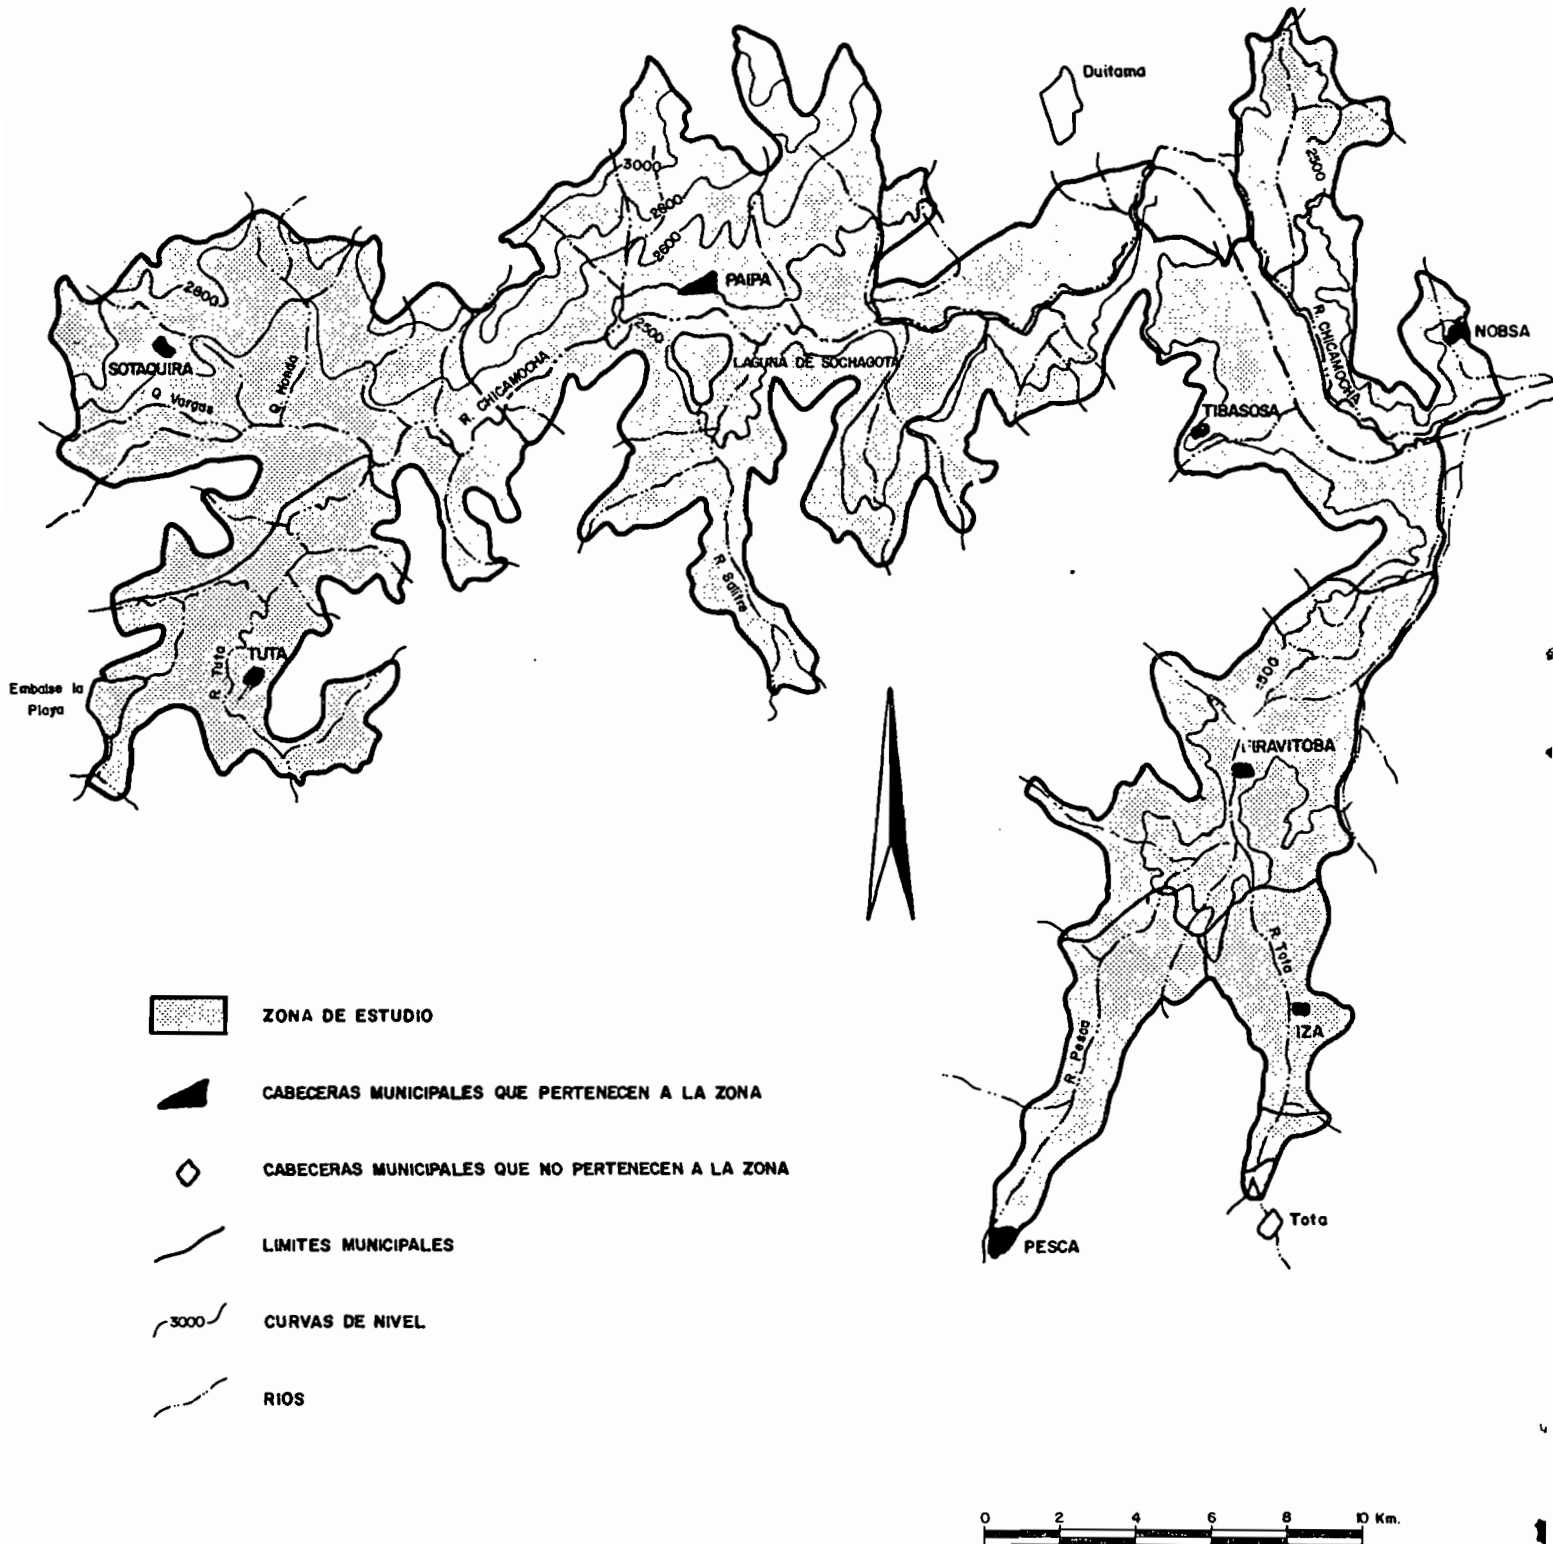 Duitama
3000
2800
2600
2900
PAIPA
2800
2500
NOBSA
SOTAQUIRA
LAGUNA DE SOCHAGOTA
R. CHICAMOCHA
Q. Honda
Q. Vargas
R. CHICAMOCHA
TIBASOSA
R. Salitre
TUTA
R. Tuta
Embalse la
Playa
500
IRAVITOBA
R. Tota
ZONA DE ESTUDIO
IZA
R. Pesca
CABECERAS MUNICIPALES QUE PERTENECEN A LA ZONA
CABECERAS MUNICIPALES QUE NO PERTENECEN A LA ZONA
Tota
LIMITES MUNICIPALES
PESCA
3000
CURVAS DE NIVEL
RIOS
0 2 4 6 8 10 Km.